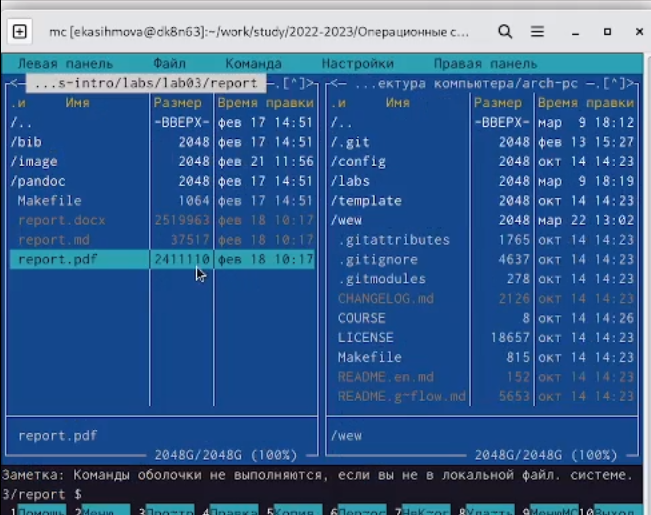 mc [ekasihmova@dk8n63]:~/work/study/2022-2023/Операционные с...
Левая панель Файл Команда Настройки Правая панель
...s-intro/labs/lab03/report .[^]>
.и Имя Размер Время правки
/.. -ВВЕРХ- фев 17 14:51
/bib 2048 фев 17 14:51
/image 2048 фев 21 11:56
/pandoc 2048 фев 17 14:51
Makefile 1064 фев 17 14:51
report.docx 2519963 фев 18 10:17
report.md 37517 фев 18 10:17
report.pdf 2411110 фев 18 10:17
report.pdf
2048G/2048G (100%)
<— ...ектура компьютера/arch-pc —.[^]>
.и Имя Размер Время правки
/.. -ВВЕРХ- мар 9 18:12
/.git 2048 фев 13 15:27
/config 2048 окт 14 14:23
/labs 2048 мар 9 18:19
/template 2048 окт 14 14:23
/wew 2048 мар 22 13:02
.gitattributes 1765 окт 14 14:23
.gitignore 4637 окт 14 14:23
.gitmodules 278 окт 14 14:23
CHANGELOG.md 2126 окт 14 14:23
COURSE 8 окт 14 14:26
LICENSE 18657 окт 14 14:23
Makefile 815 окт 14 14:23
README.en.md 152 окт 14 14:23
README.g~flow.md 5653 окт 14 14:23
/wew
2048G/2048G (100%)
Заметка: Команды оболочки не выполняются, если вы не в локальной файл. системе.
3/report $
1Помощь 2Меню 3Про~тр 4Правка 5Копия 6Пер~ос 7НвК~ог 8Уда~ть 9МенюMC 10Выход